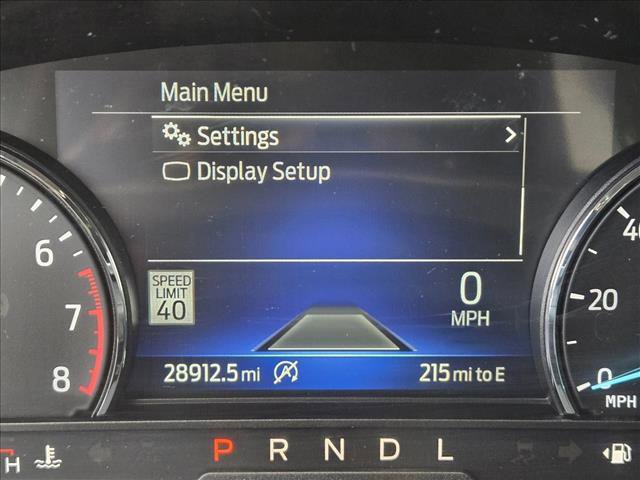 Main Menu
Settings
Display Setup
6
7
8
SPEED
LIMIT
40
0
MPH
40
20
0
MPH
28912.5 mi
215 mi to E
H
P R N D L